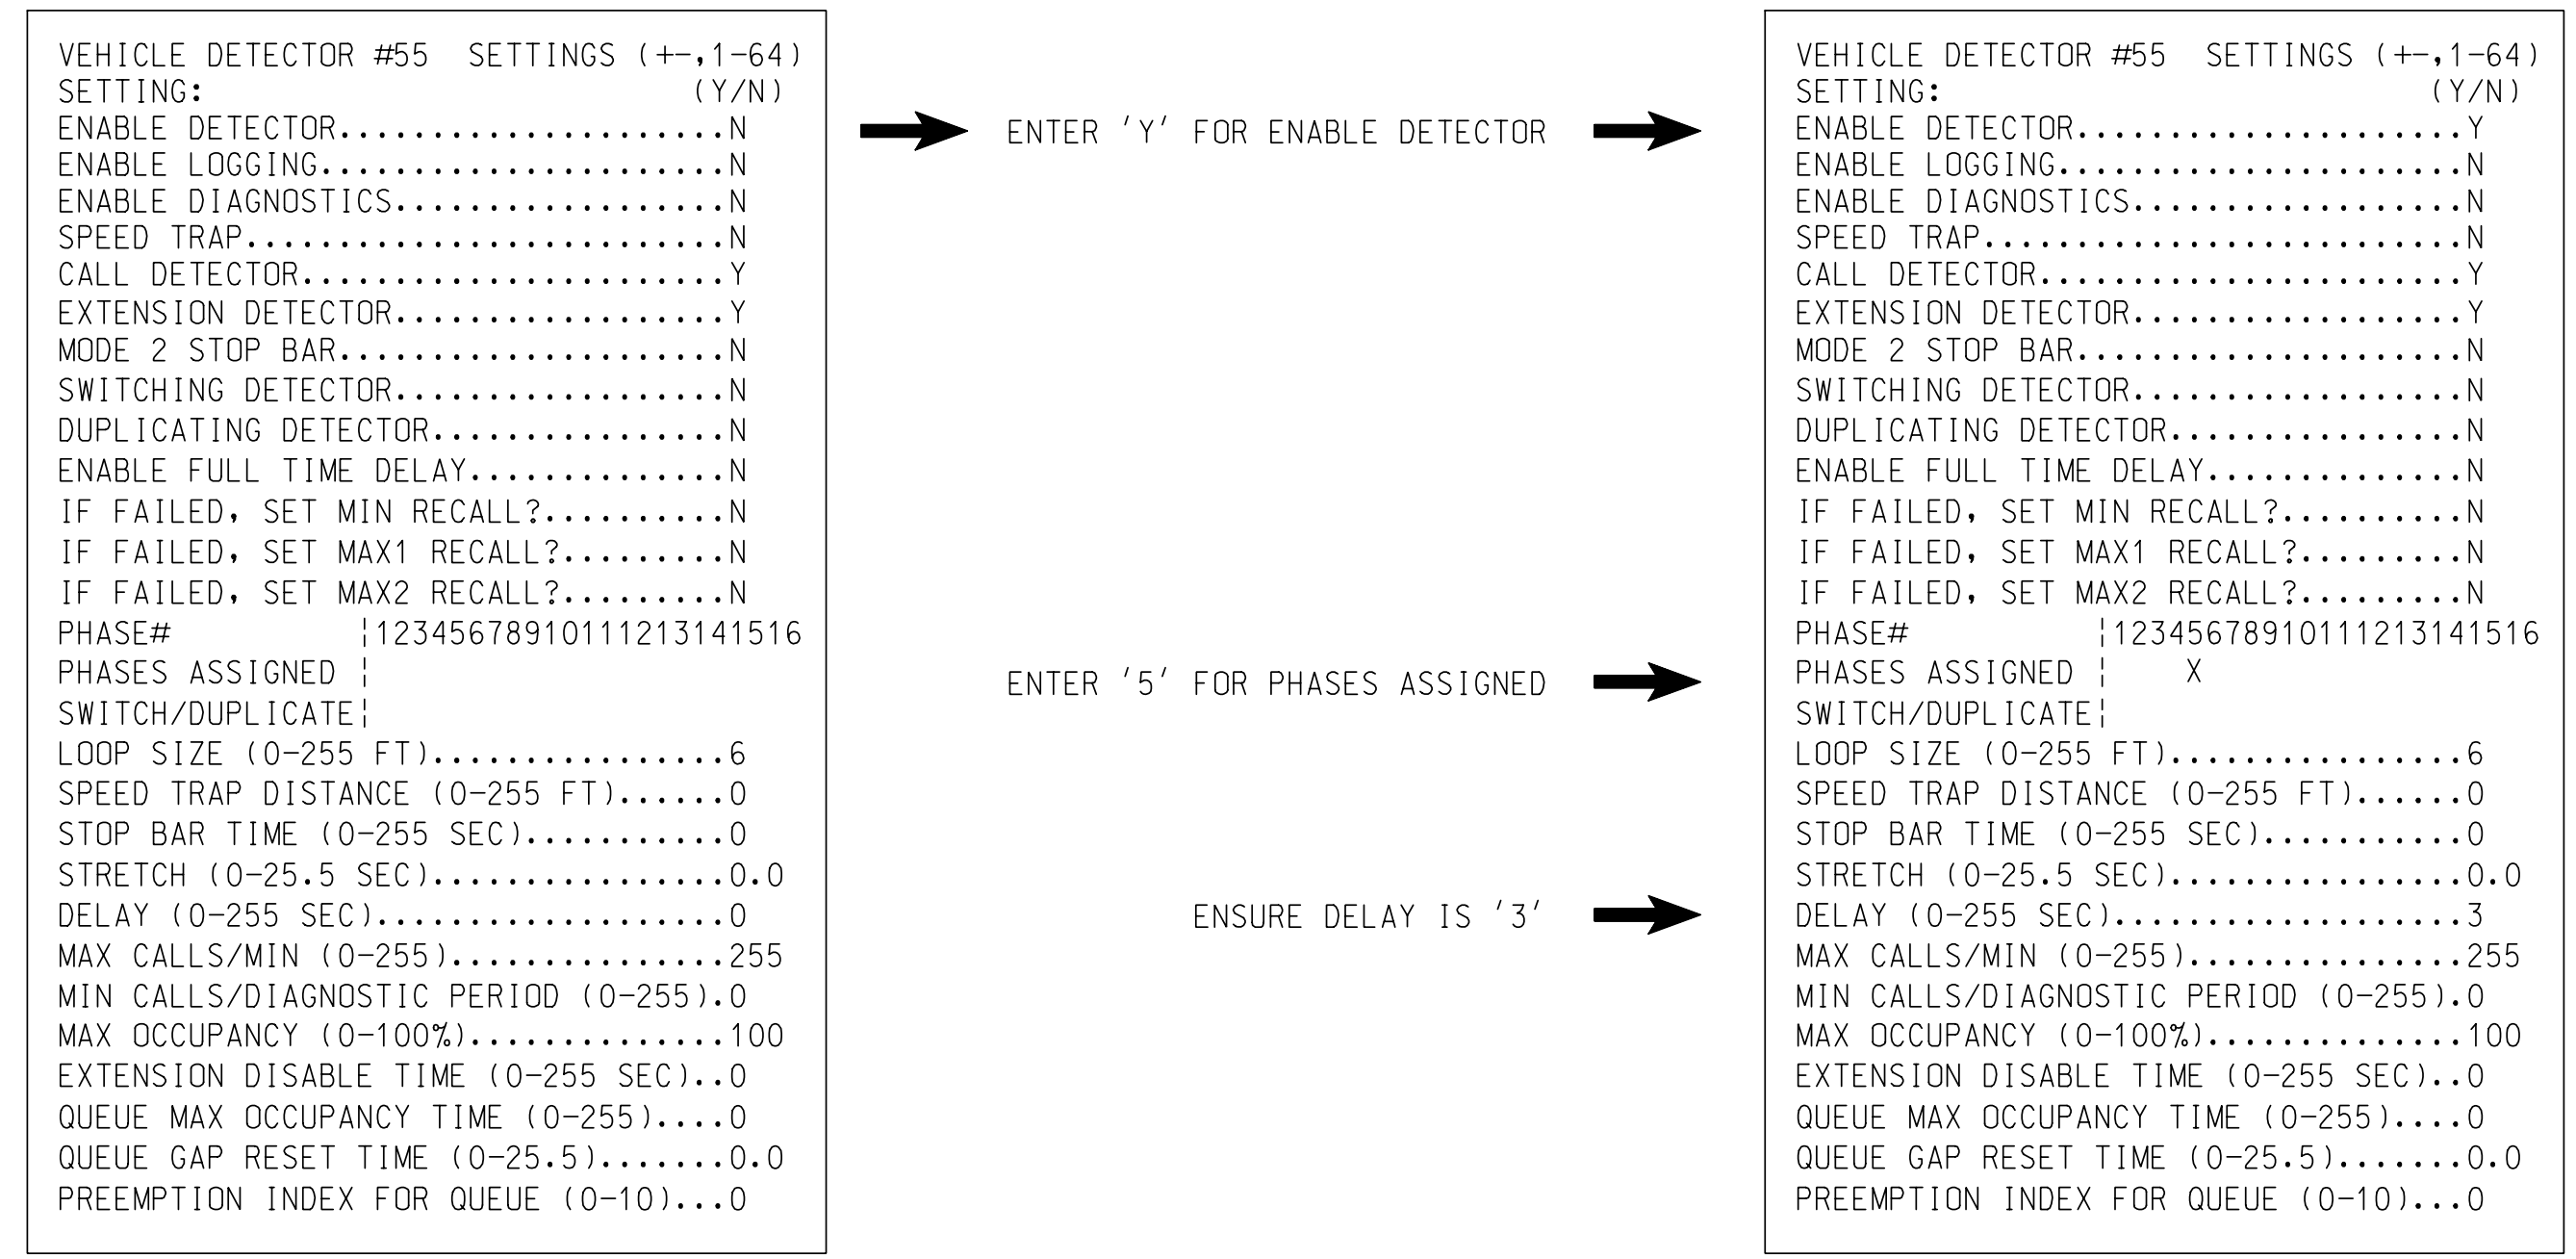 VEHICLE DETECTOR #55  SETTINGS (+-,1-64)
SETTING:                          (Y/N)
ENABLE DETECTOR.....................N
ENABLE LOGGING......................N
ENABLE DIAGNOSTICS..................N
SPEED TRAP..........................N
CALL DETECTOR.......................Y
EXTENSION DETECTOR..................Y
MODE 2 STOP BAR.....................N
SWITCHING DETECTOR..................N
DUPLICATING DETECTOR................N
ENABLE FULL TIME DELAY..............N
IF FAILED, SET MIN RECALL?..........N
IF FAILED, SET MAX1 RECALL?.........N
IF FAILED, SET MAX2 RECALL?.........N
PHASE#          |12345678910111213141516
PHASES ASSIGNED |
SWITCH/DUPLICATE|
LOOP SIZE (0-255 FT)................6
SPEED TRAP DISTANCE (0-255 FT)......0
STOP BAR TIME (0-255 SEC)...........0
STRETCH (0-25.5 SEC)................0.0
DELAY (0-255 SEC)...................0
MAX CALLS/MIN (0-255)...............255
MIN CALLS/DIAGNOSTIC PERIOD (0-255).0
MAX OCCUPANCY (0-100%)..............100
EXTENSION DISABLE TIME (0-255 SEC)..0
QUEUE MAX OCCUPANCY TIME (0-255)....0
QUEUE GAP RESET TIME (0-25.5).......0.0
PREEMPTION INDEX FOR QUEUE (0-10)...0
ENTER 'Y' FOR ENABLE DETECTOR
ENTER '5' FOR PHASES ASSIGNED
ENSURE DELAY IS '3'
VEHICLE DETECTOR #55  SETTINGS (+-,1-64)
SETTING:                          (Y/N)
ENABLE DETECTOR.....................Y
ENABLE LOGGING......................N
ENABLE DIAGNOSTICS..................N
SPEED TRAP..........................N
CALL DETECTOR.......................Y
EXTENSION DETECTOR..................Y
MODE 2 STOP BAR.....................N
SWITCHING DETECTOR..................N
DUPLICATING DETECTOR................N
ENABLE FULL TIME DELAY..............N
IF FAILED, SET MIN RECALL?..........N
IF FAILED, SET MAX1 RECALL?.........N
IF FAILED, SET MAX2 RECALL?.........N
PHASE#          |12345678910111213141516
PHASES ASSIGNED |    X
SWITCH/DUPLICATE|
LOOP SIZE (0-255 FT)................6
SPEED TRAP DISTANCE (0-255 FT)......0
STOP BAR TIME (0-255 SEC)...........0
STRETCH (0-25.5 SEC)................0.0
DELAY (0-255 SEC)...................3
MAX CALLS/MIN (0-255)...............255
MIN CALLS/DIAGNOSTIC PERIOD (0-255).0
MAX OCCUPANCY (0-100%)..............100
EXTENSION DISABLE TIME (0-255 SEC)..0
QUEUE MAX OCCUPANCY TIME (0-255)....0
QUEUE GAP RESET TIME (0-25.5).......0.0
PREEMPTION INDEX FOR QUEUE (0-10)...0